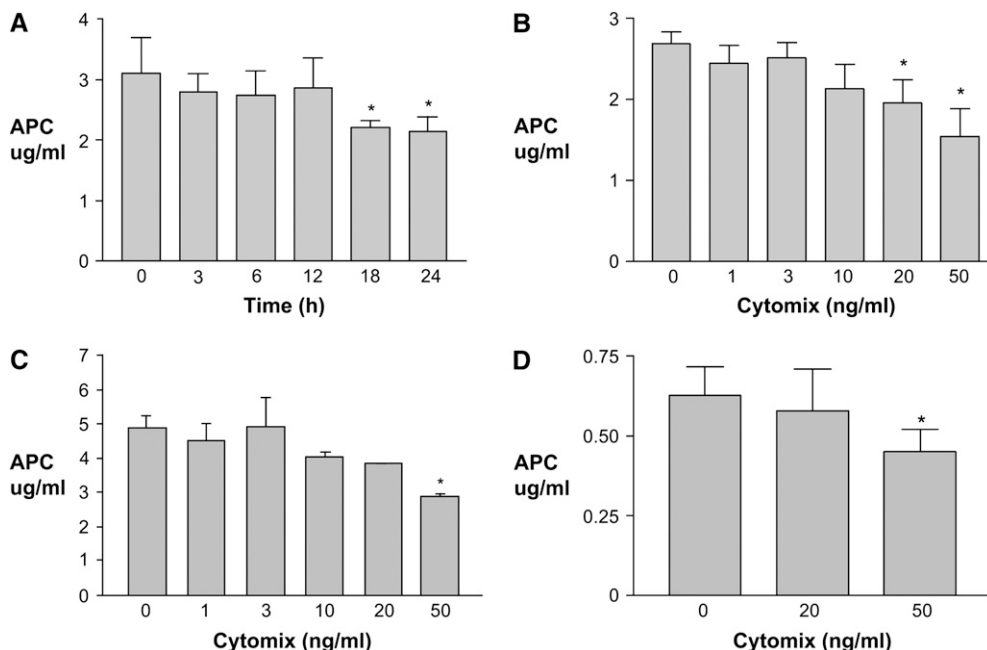 A
4
3
2
1
0
APC
ug/ml
* *
0 3 6 12 18 24
Time (h)
B
3
2
1
0
APC
ug/ml
*
*
0 1 3 10 20 50
Cytomix (ng/ml)
C
7
6
5
4
3
2
1
0
APC
ug/ml
*
0 1 3 10 20 50
Cytomix (ng/ml)
D
0.75
0.50
0.25
0
APC
ug/ml
*
0 20 50
Cytomix (ng/ml)